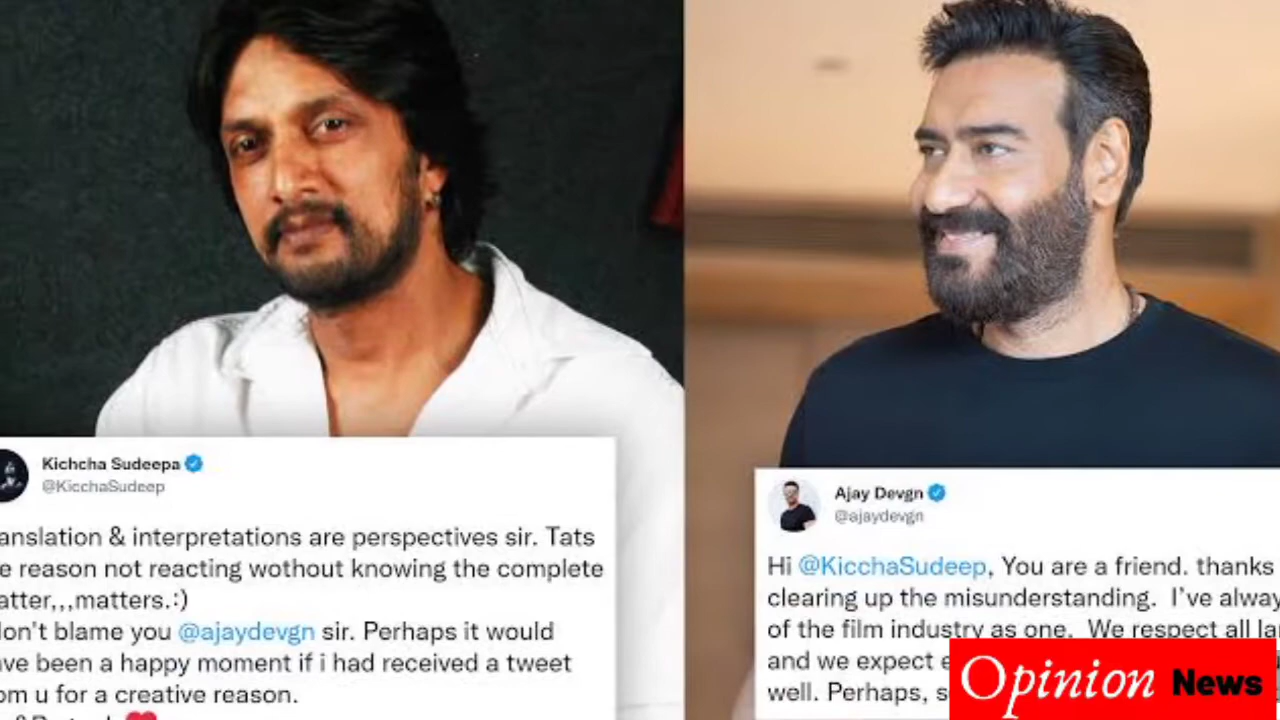 Kichcha Sudeepa
@KicchaSudeep
anslation & interpretations are perspectives sir. Tats
e reason not reacting wothout knowing the complete
atter,,,matters.:)
on't blame you @ajaydevgn sir. Perhaps it would
ve been a happy moment if i had received a tweet
om u for a creative reason.
Ajay Devgn
@ajaydevgn
Hi @KicchaSudeep, You are a friend. thanks
clearing up the misunderstanding. I've alway
of the film industry as one. We respect all lan
and we expect e
well. Perhaps, s
Opinion News